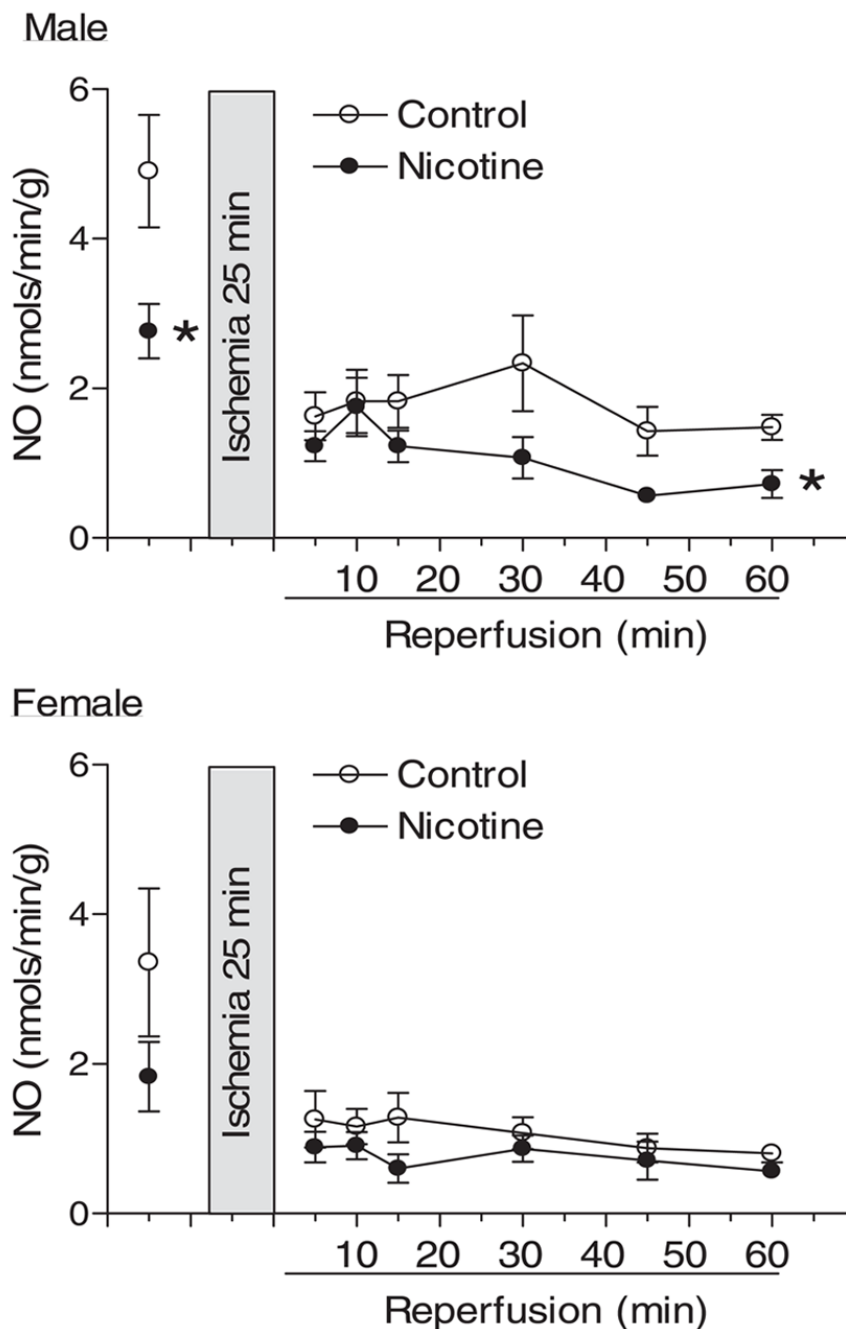 Male
6
4
2
0
NO (nmols/min/g)
Ischemia 25 min
Control
Nicotine
*
*
10 20 30 40 50 60
Reperfusion (min)
Female
6
4
2
0
NO (nmols/min/g)
Ischemia 25 min
Control
Nicotine
10 20 30 40 50 60
Reperfusion (min)